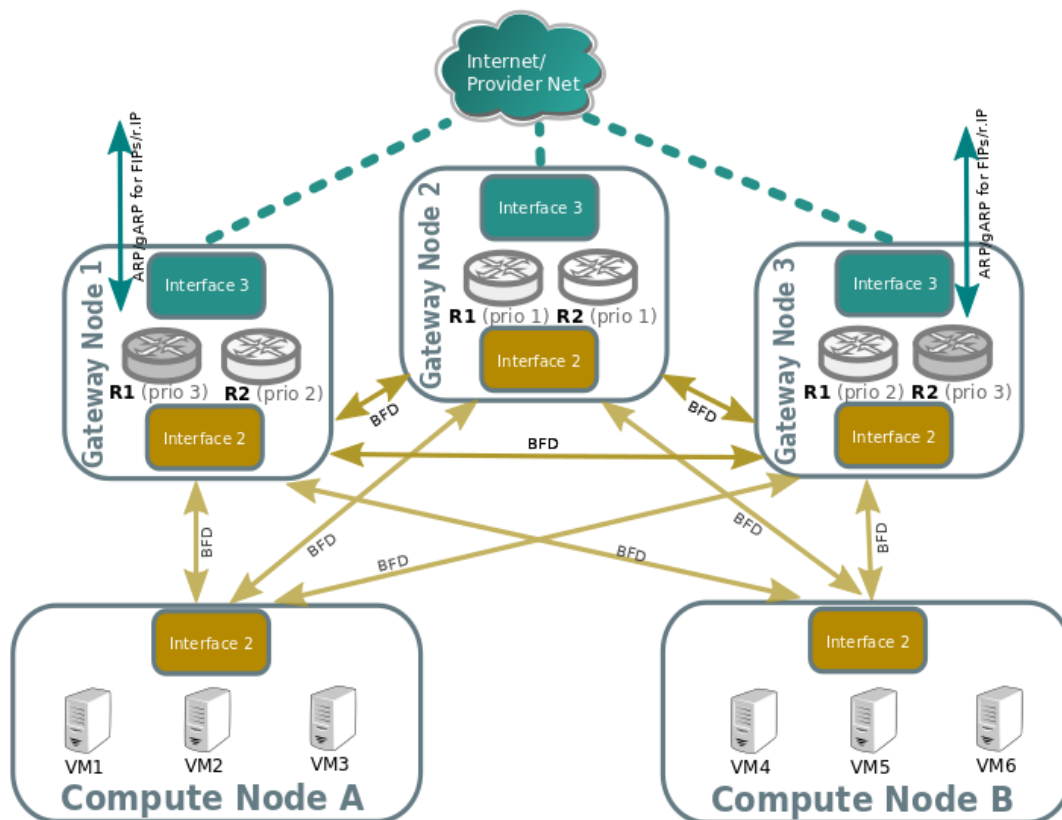 Internet/
Provider Net
ARP/gARP for FIPs/r.IP
Gateway Node 1
Interface 3
R1 (prio 3)
R2 (prio 2)
Interface 2
Gateway Node 2
Interface 3
R1 (prio 1)
R2 (prio 1)
Interface 2
ARP/gARP for FIPs/r.IP
Gateway Node 3
Interface 3
R1 (prio 2)
R2 (prio 3)
Interface 2
BFD
BFD
BFD
BFD
BFD
BFD
BFD
BFD
BFD
Interface 2
VM1
VM2
VM3
Compute Node A
Interface 2
VM4
VM5
VM6
Compute Node B